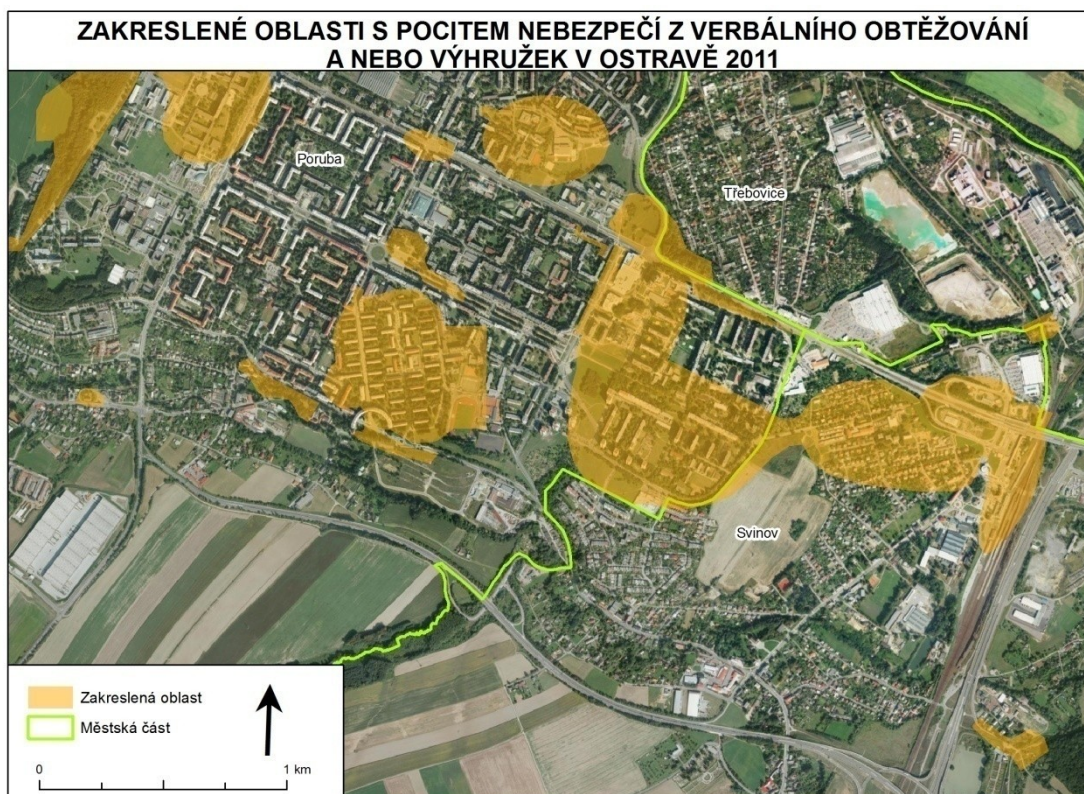 ZAKRESLENÉ OBLASTI S POCITEM NEBEZPEČÍ Z VERBÁLNÍHO OBTĚŽOVÁNÍ
A NEBO VÝHRUŽEK V OSTRAVĚ 2011
Poruba
Třebovice
Svinov
Zakreslená oblast
Městská část
0 1 km